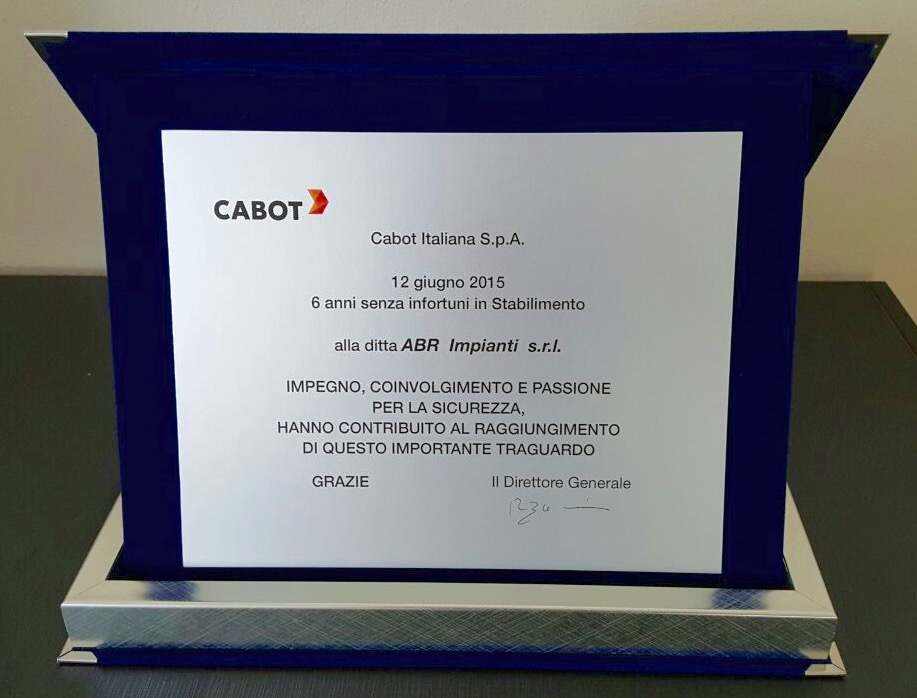 CABOT
Cabot Italiana S.p.A.
12 giugno 2015
6 anni senza infortuni in Stabilimento
alla ditta ABR Impianti s.r.l.
IMPEGNO, COINVOLGIMENTO E PASSIONE
PER LA SICUREZZA,
HANNO CONTRIBUITO AL RAGGIUNGIMENTO
DI QUESTO IMPORTANTE TRAGUARDO
GRAZIE Il Direttore Generale